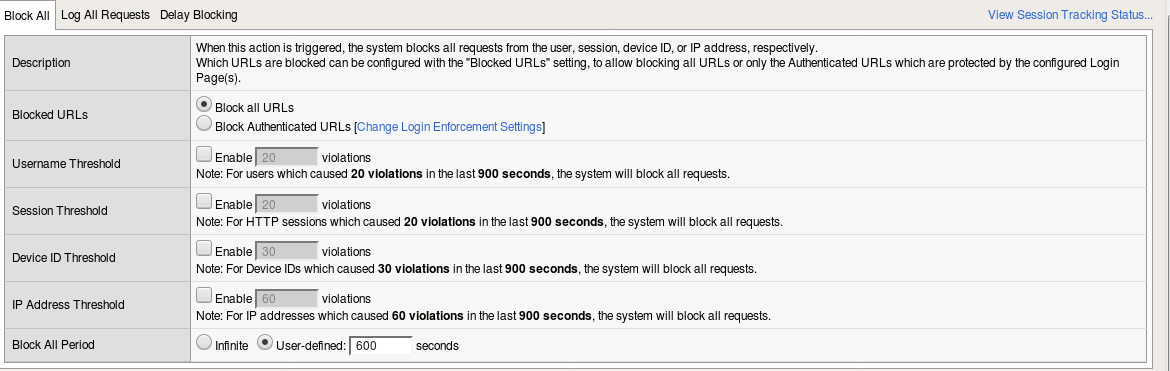 Block All Log All Requests Delay Blocking View Session Tracking Status...
Description
When this action is triggered, the system blocks all requests from the user, session, device ID, or IP address, respectively.
Which URLs are blocked can be configured with the "Blocked URLs" setting, to allow blocking all URLs or only the Authenticated URLs which are protected by the configured Login
Page(s).
Blocked URLs
Block all URLs
Block Authenticated URLs [Change Login Enforcement Settings]
Username Threshold
Enable 20 violations
Note: For users which caused 20 violations in the last 900 seconds, the system will block all requests.
Session Threshold
Enable 20 violations
Note: For HTTP sessions which caused 20 violations in the last 900 seconds, the system will block all requests.
Device ID Threshold
Enable 30 violations
Note: For Device IDs which caused 30 violations in the last 900 seconds, the system will block all requests.
IP Address Threshold
Enable 60 violations
Note: For IP addresses which caused 60 violations in the last 900 seconds, the system will block all requests.
Block All Period
Infinite User-defined: 600 seconds